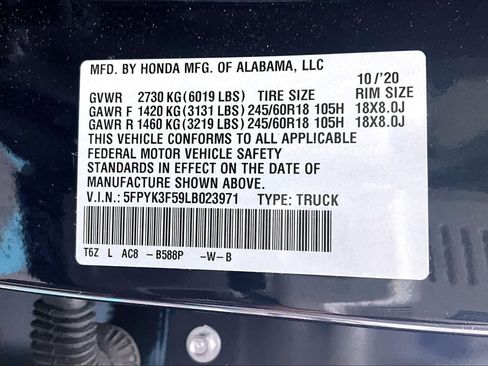 MFD. BY HONDA MFG. OF ALABAMA, LLC 10/'20
GVWR 2730 KG (6019 LBS) TIRE SIZE RIM SIZE
GAWR F 1420 KG (3131 LBS) 245/60R18 105H 18X8.0J
GAWR R 1460 KG (3219 LBS) 245/60R18 105H 18X8.0J
THIS VEHICLE CONFORMS TO ALL APPLICABLE
FEDERAL MOTOR VEHICLE SAFETY
STANDARDS IN EFFECT ON THE DATE OF
MANUFACTURE SHOWN ABOVE.
V.I.N.: 5FPYK3F59LB023971 TYPE: TRUCK
T6Z L AC8 -B588P -W-B